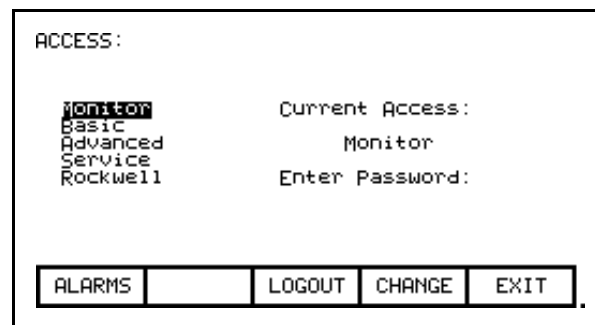 ACCESS:
Monitor
Basic
Advanced
Service
Rockwell
Current Access:
Monitor
Enter Password:
ALARMS LOGOUT CHANGE EXIT
.